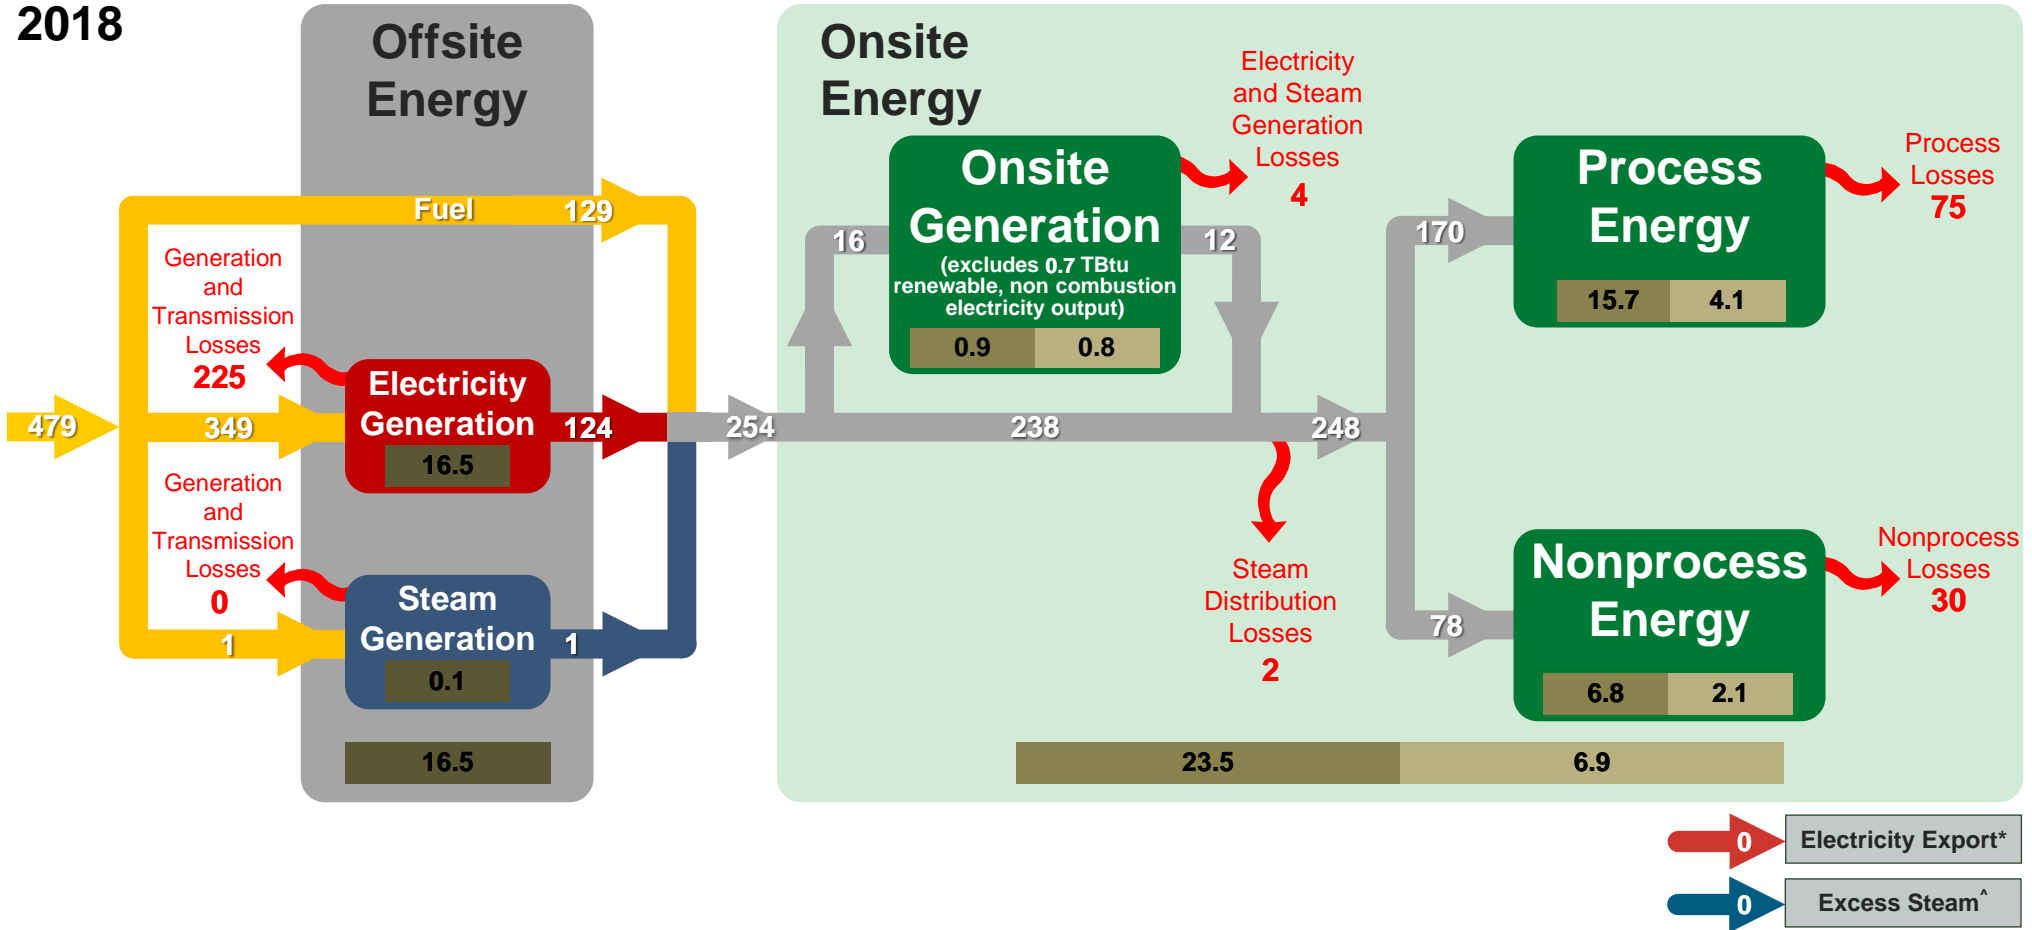 2018
Offsite
Energy
Onsite
Energy
Fuel
129
Generation
and
Transmission
Losses
225
479
349
Electricity
Generation
16.5
124
254
Generation
and
Transmission
Losses
0
1
Steam
Generation
0.1
1
16.5
Electricity
and Steam
Generation
Losses
4
16
Onsite
Generation
(excludes 0.7 TBtu
renewable, non combustion
electricity output)
0.9 0.8
12
238
248
Steam
Distribution
Losses
2
170
Process
Energy
15.7 4.1
Process
Losses
75
78
Nonprocess
Energy
6.8 2.1
Nonprocess
Losses
30
23.5 6.9
0 Electricity Export*
0 Excess Steam^